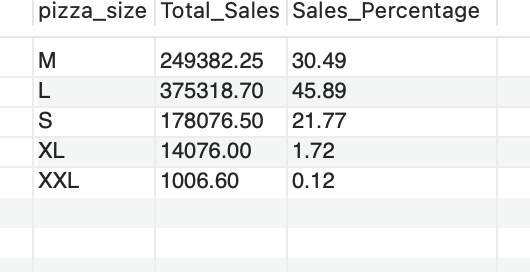 pizza_size Total_Sales Sales_Percentage
M 249382.25 30.49
L 375318.70 45.89
S 178076.50 21.77
XL 14076.00 1.72
XXL 1006.60 0.12